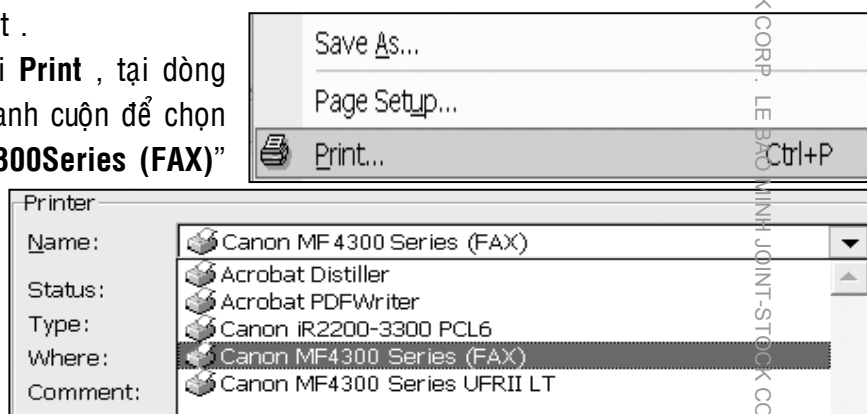 t .
i Print , tại dòng
anh cuộn để chọn
300Series (FAX)”
Save As...
Page Setup...
Print... Ctrl+P
Printer
Name: Canon MF4300 Series (FAX)
Acrobat Distiller
Status:
Acrobat PDFWriter
Type:
Canon iR2200-3300 PCL6
Where:
Canon MF4300 Series (FAX)
Canon MF4300 Series UFRII LT
Comment:
KCORP. LE BAO MINH JOINT-STOCK CO